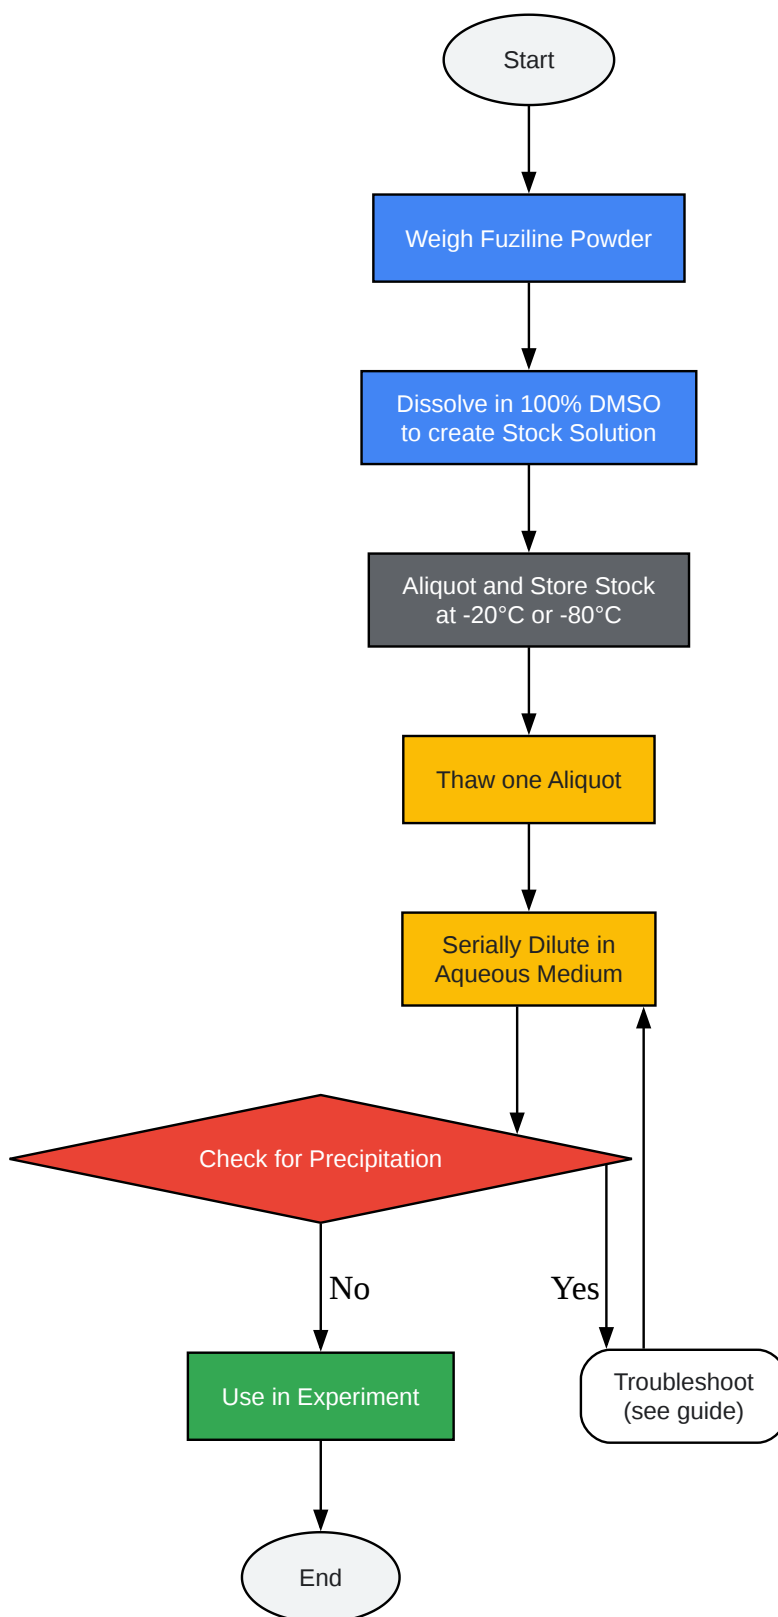 Start
Weigh Fuziline Powder
Dissolve in 100% DMSO
to create Stock Solution
Aliquot and Store Stock
at -20°C or -80°C
Thaw one Aliquot
Serially Dilute in
Aqueous Medium
Check for Precipitation
No
Yes
Use in Experiment
Troubleshoot
(see guide)
End